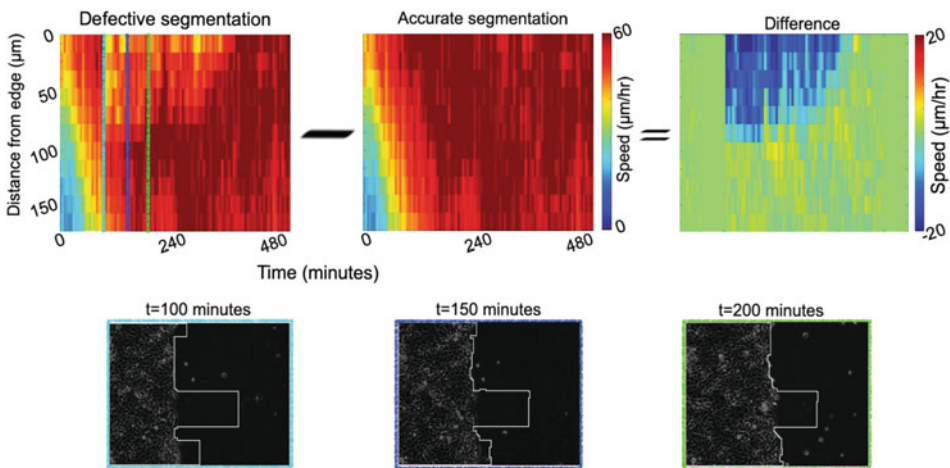 Defective segmentation
Accurate segmentation
Difference
Distance from edge (µm)
0
50
100
150
0
240
480
0
240
480
60
Speed (µm/hr)
0
20
Speed (µm/hr)
-20
Time (minutes)
t=100 minutes
t=150 minutes
t=200 minutes